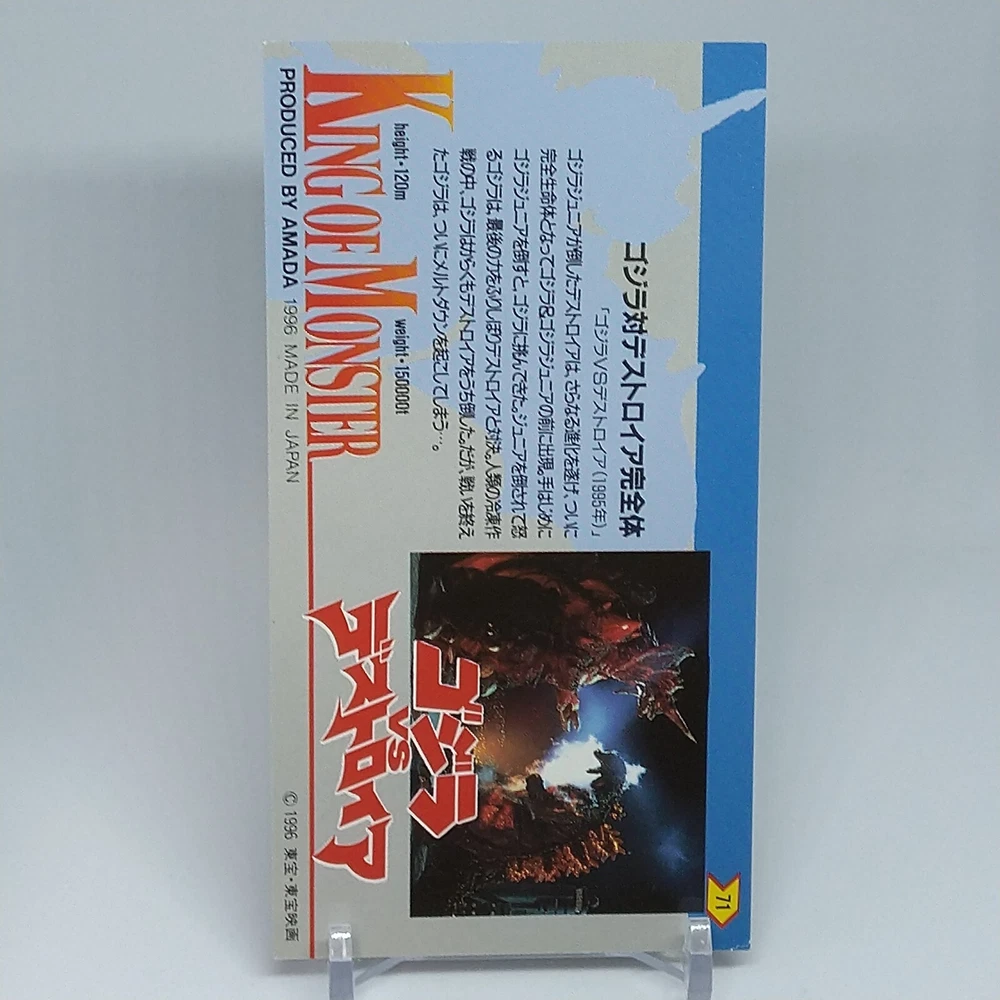 71
ゴジラ対デストロイア完全体
「ゴジラVSデストロイア(1995年)」
ゴジラジュニアが倒したデストロイアは、さらなる進化を遂げ、ついに
完全生命体となってゴジラ&ゴジラジュニアの前に出現。手はじめに
ゴジラジュニアを倒すと、ゴジラに挑んできた。ジュニアを倒されて怒
るゴジラは、最後の力をふりしぼりデストロイアと対決。人類の冷凍作
戦の中、ゴジラはからくもデストロイアをうち倒した。だが、戦いを終え
たゴジラは、ついにメルトダウンを起こしてしまう…。
height・120m weight・150000t
KING OF MONSTER
PRODUCED BY AMADA 1996 MADE IN JAPAN
ゴジラ
VS
デストロイア
© 1996 東宝・東宝映画